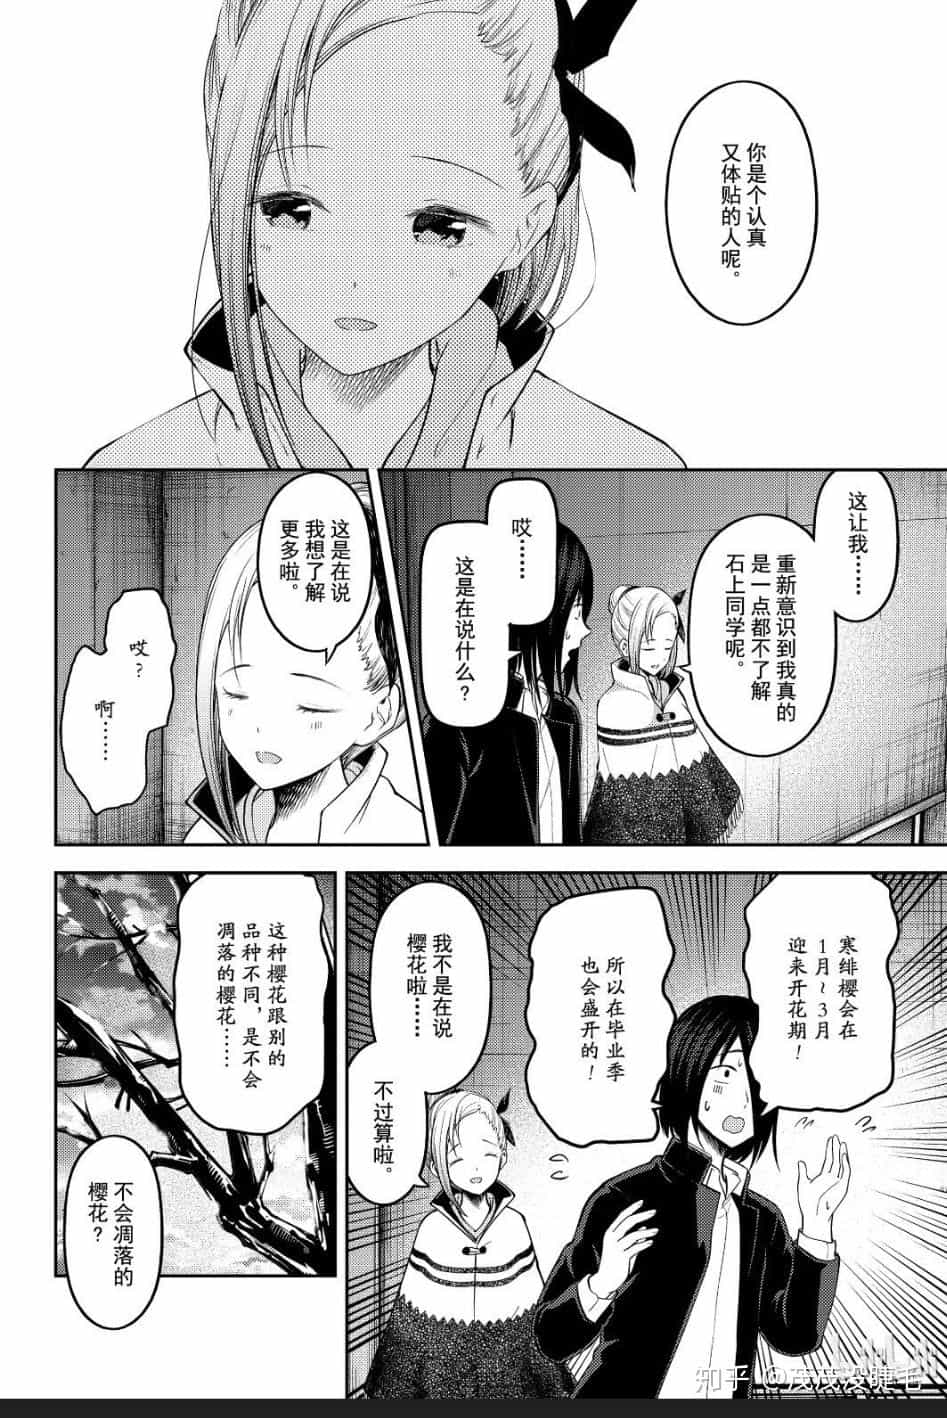 你是个认真
又体贴的人呢。
这让我……
重新意识到我真的
是一点都不了解
石上同学呢。
哎……
这是在说什么？
这是在说
我想了解
更多啦。
哎？
啊……
寒绯樱会在
1月~3月
迎来开花期！
所以在毕业季
也会盛开的！
我不是在说
樱花啦……
不过算啦。
这种樱花跟别的
品种不同，是不会
凋落的樱花……
不会凋落的
樱花？
知乎 @茂茂没睫毛